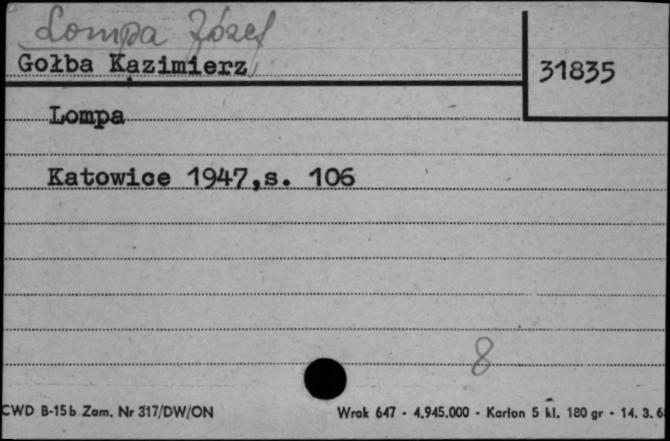 Lompa Józef
Gołba Kazimierz
31835
Lompa
Katowice 1947,s. 106
8
CWD B-15b Zam. Nr 317/DW/ON
Wrak 647 - 4.945.000 - Karton 5 kl. 180 gr - 14. 3. 6